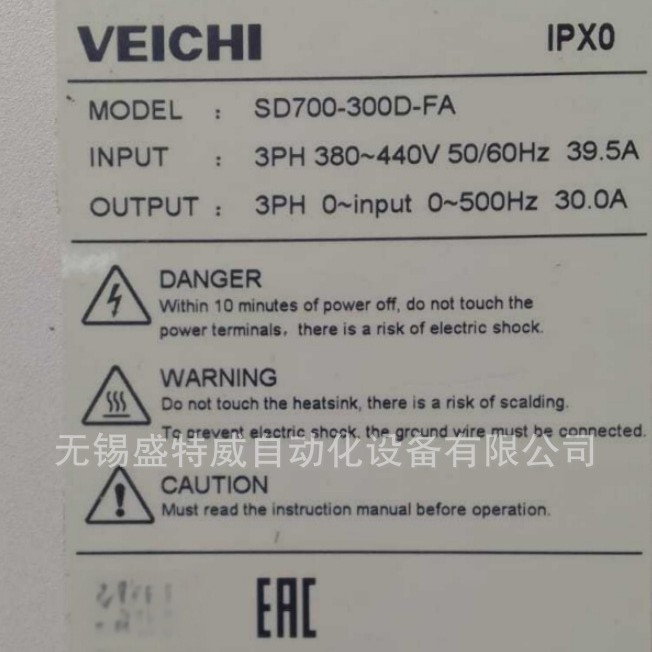 VEICHI IPX0
MODEL : SD700-300D-FA
INPUT : 3PH 380~440V 50/60Hz 39.5A
OUTPUT : 3PH 0~input 0~500Hz 30.0A
DANGER
Within 10 minutes of power off, do not touch the
power terminals, there is a risk of electric shock.
WARNING
Do not touch the heatsink, there is a risk of scalding.
To prevent electric shock, the ground wire must be connected.
无锡盛特威自动化设备有限公司
CAUTION
Must read the instruction manual before operation.
EAC